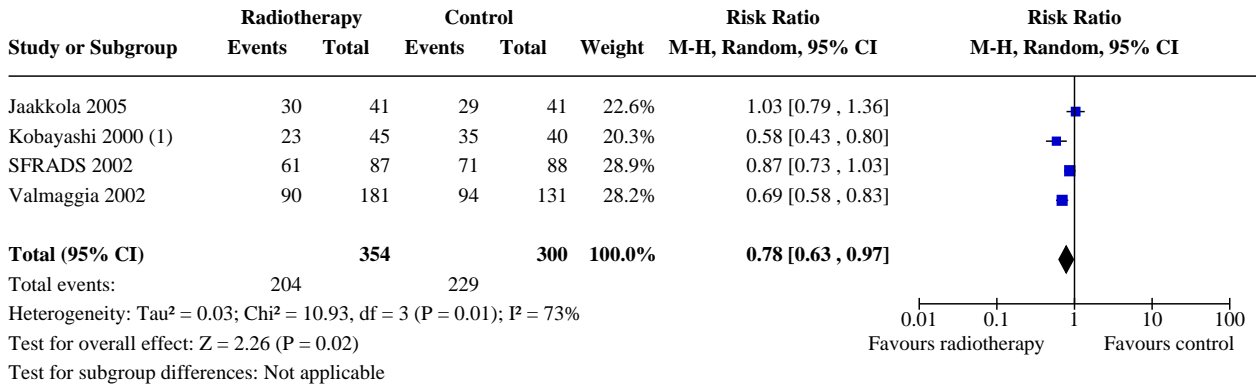 Radiotherapy Control Risk Ratio Risk Ratio
Study or Subgroup Events Total Events Total Weight M-H, Random, 95% CI M-H, Random, 95% CI
Jaakkola 2005 30 41 29 41 22.6% 1.03 [0.79 , 1.36]
Kobayashi 2000 (1) 23 45 35 40 20.3% 0.58 [0.43 , 0.80]
SFRADS 2002 61 87 71 88 28.9% 0.87 [0.73 , 1.03]
Valmaggia 2002 90 181 94 131 28.2% 0.69 [0.58 , 0.83]
Total (95% CI) 354 300 100.0% 0.78 [0.63 , 0.97]
Total events: 204 229
Heterogeneity: Tau² = 0.03; Chi² = 10.93, df = 3 (P = 0.01); I² = 73%
0.01 0.1 1 10 100
Test for overall effect: Z = 2.26 (P = 0.02) Favours radiotherapy Favours control
Test for subgroup differences: Not applicable